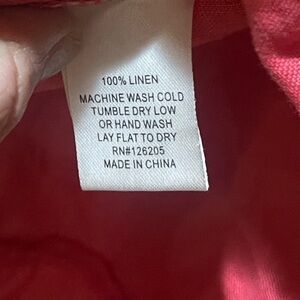 100% LINEN
MACHINE WASH COLD
TUMBLE DRY LOW
OR HAND WASH
LAY FLAT TO DRY
RN#126205
MADE IN CHINA